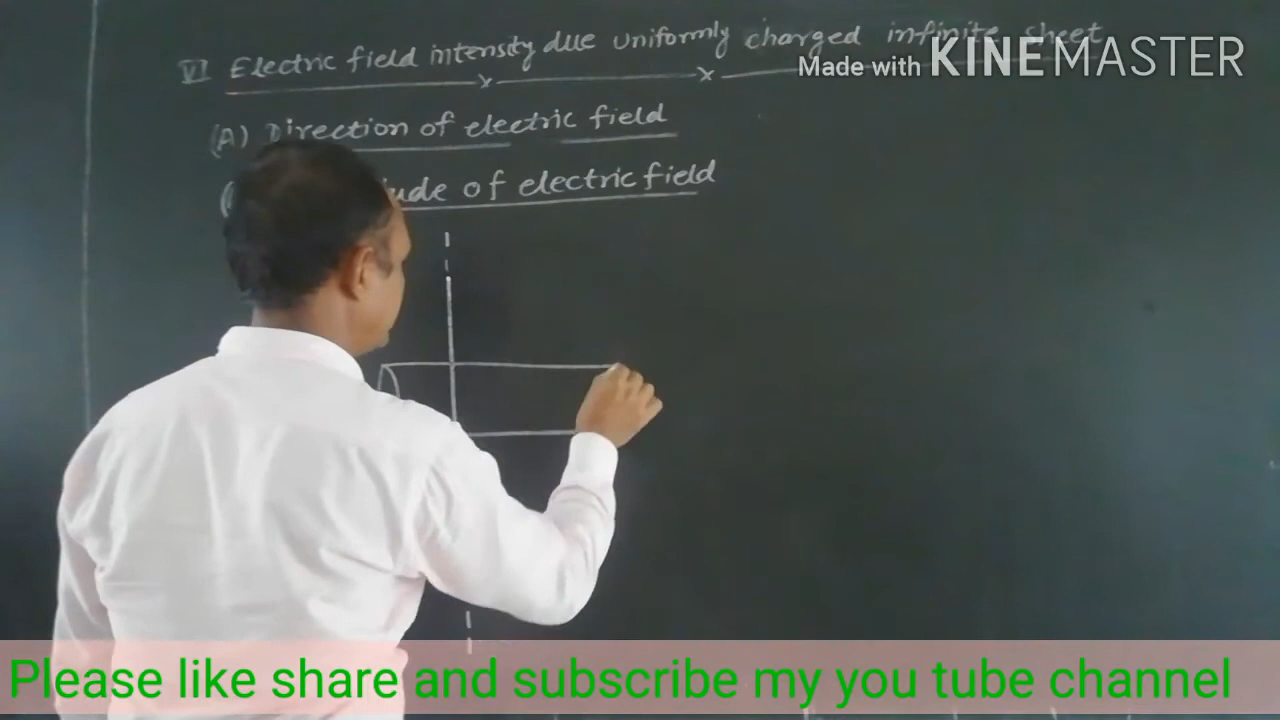 VI Electric field intensity due uniformly charged infinite sheet
Made with KINEMASTER
(A) Direction of electric field
of electric field
Please like share and subscribe my you tube channel